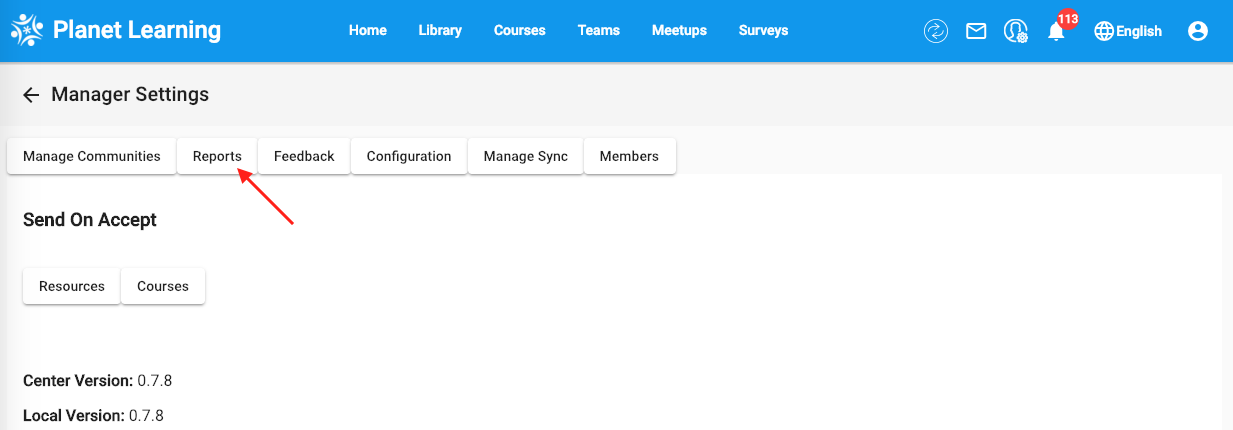 Planet Learning Home Library Courses Teams Meetups Surveys 113 English
Manager Settings
Manage Communities Reports Feedback Configuration Manage Sync Members
Send On Accept
Resources Courses
Center Version: 0.7.8
Local Version: 0.7.8